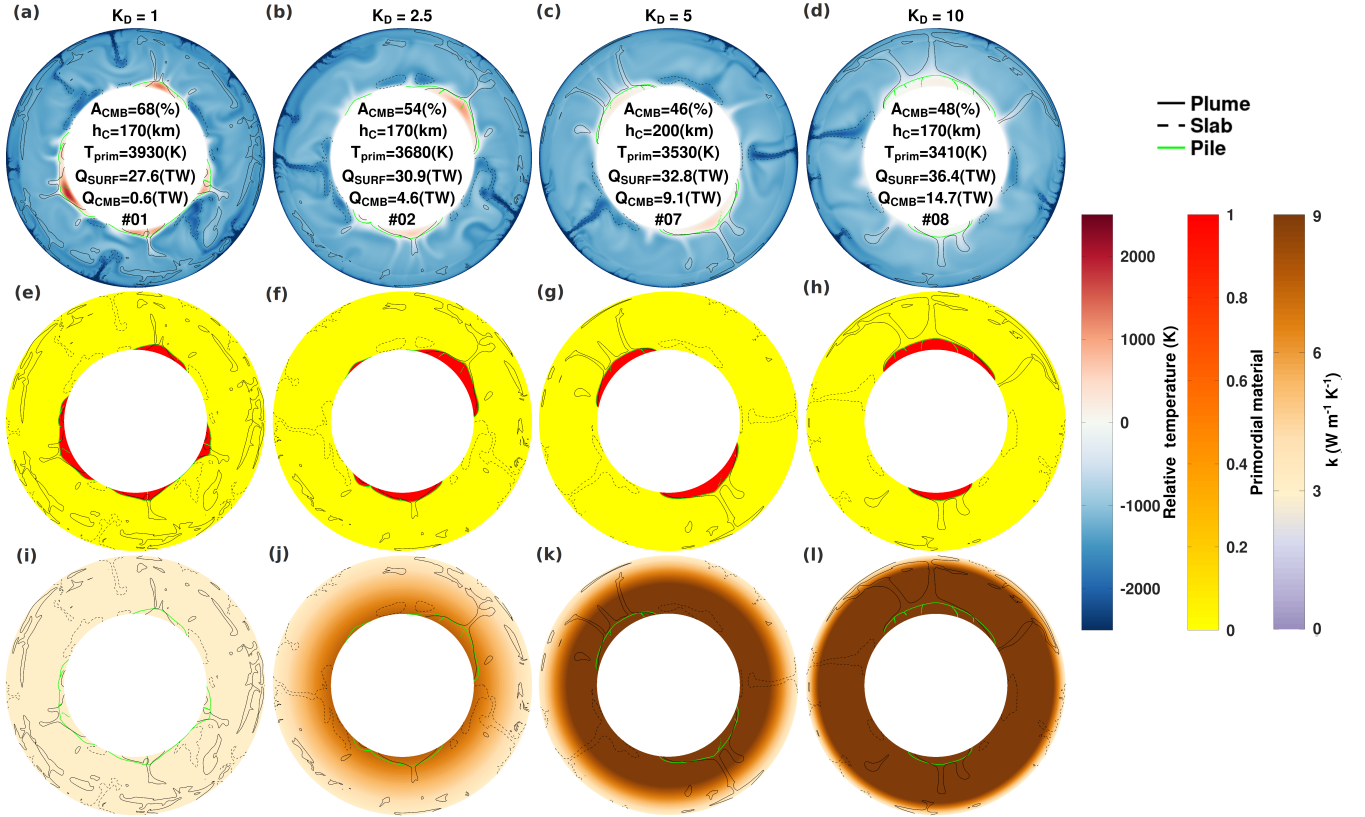 (a)
K_D = 1
(b)
K_D = 2.5
(c)
K_D = 5
(d)
K_D = 10
A_CMB=68(%)
h_C=170(km)
T_prim=3930(K)
Q_SURF=27.6(TW)
Q_CMB=0.6(TW)
#01
A_CMB=54(%)
h_C=170(km)
T_prim=3680(K)
Q_SURF=30.9(TW)
Q_CMB=4.6(TW)
#02
A_CMB=46(%)
h_C=200(km)
T_prim=3530(K)
Q_SURF=32.8(TW)
Q_CMB=9.1(TW)
#07
A_CMB=48(%)
h_C=170(km)
T_prim=3410(K)
Q_SURF=36.4(TW)
Q_CMB=14.7(TW)
#08
Plume
Slab
Pile
(e)
(f)
(g)
(h)
(i)
(j)
(k)
(l)
2000
1000
0
-1000
-2000
Relative temperature (K)
1
0.8
0.6
0.4
0.2
0
Primordial material
9
6
3
0
k (W m⁻¹ K⁻¹)